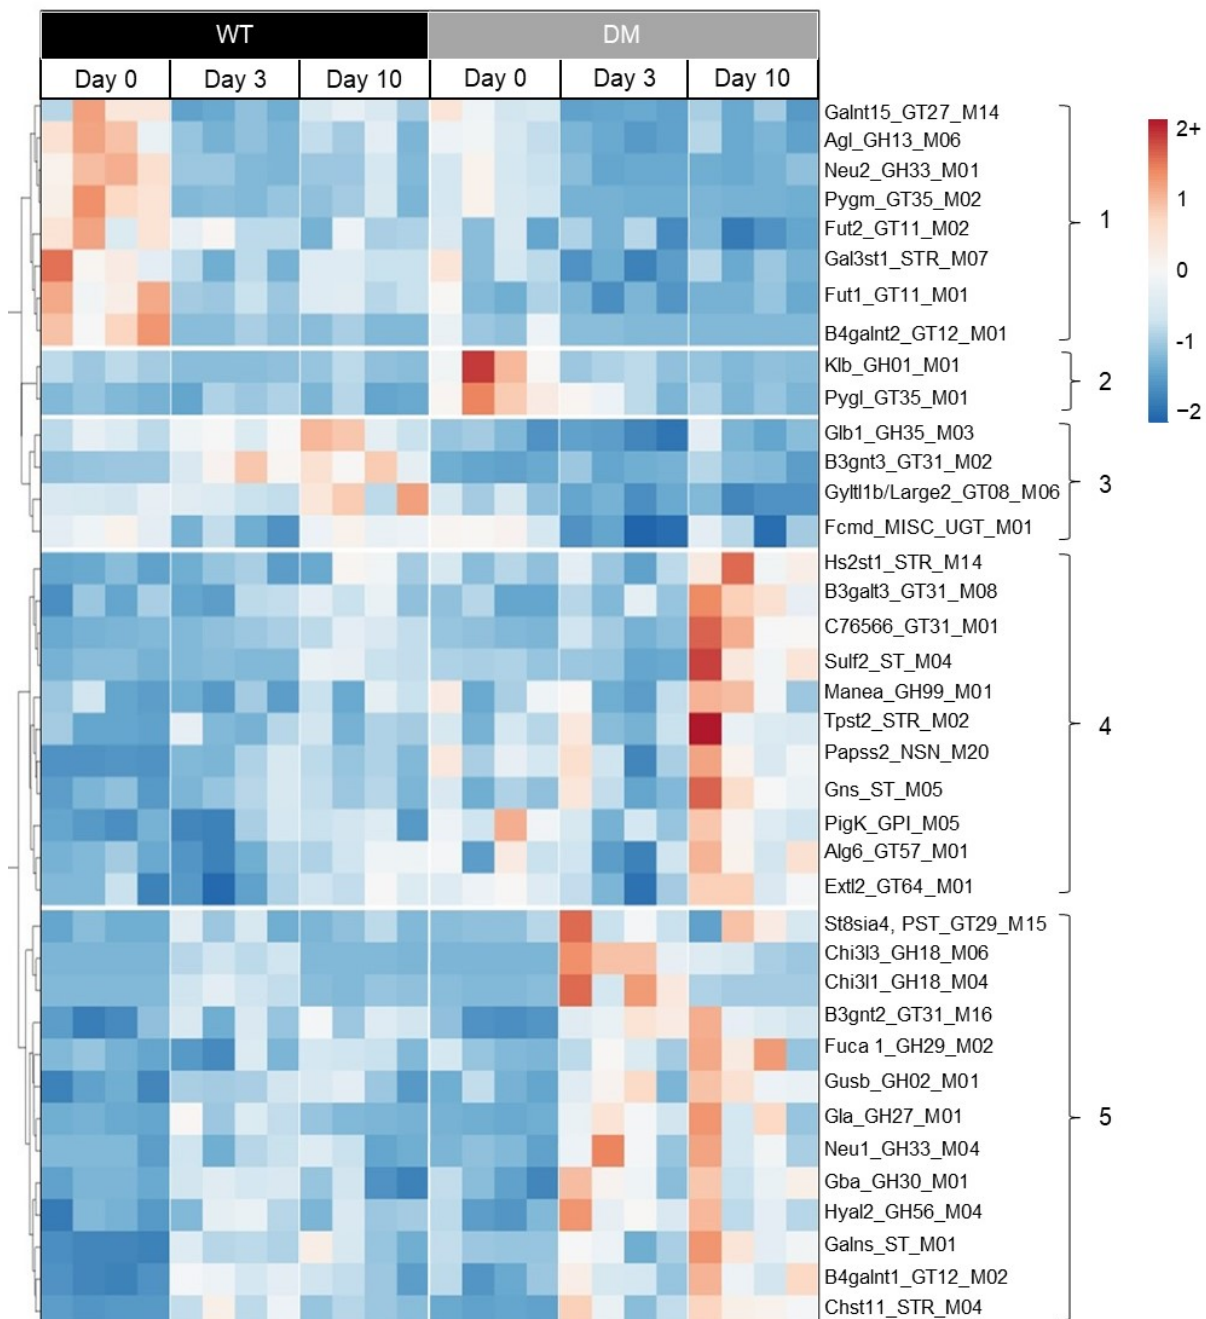 WT DM
Day 0 Day 3 Day 10 Day 0 Day 3 Day 10
Galnt15_GT27_M14
Agl_GH13_M06
Neu2_GH33_M01
Pygm_GT35_M02
Fut2_GT11_M02
Gal3st1_STR_M07
Fut1_GT11_M01
B4galnt2_GT12_M01
1
Klb_GH01_M01
Pygl_GT35_M01
2
Glb1_GH35_M03
B3gnt3_GT31_M02
Gyltl1b/Large2_GT08_M06
Fcmd_MISC_UGT_M01
3
Hs2st1_STR_M14
B3galt3_GT31_M08
C76566_GT31_M01
Sulf2_ST_M04
Manea_GH99_M01
Tpst2_STR_M02
Papss2_NSN_M20
Gns_ST_M05
PigK_GPI_M05
Alg6_GT57_M01
Extl2_GT64_M01
4
St8sia4, PST_GT29_M15
Chi3l3_GH18_M06
Chi3l1_GH18_M04
B3gnt2_GT31_M16
Fuca 1_GH29_M02
Gusb_GH02_M01
Gla_GH27_M01
Neu1_GH33_M04
Gba_GH30_M01
Hyal2_GH56_M04
Galns_ST_M01
B4galnt1_GT12_M02
Chst11_STR_M04
5
2+
1
0
-1
−2